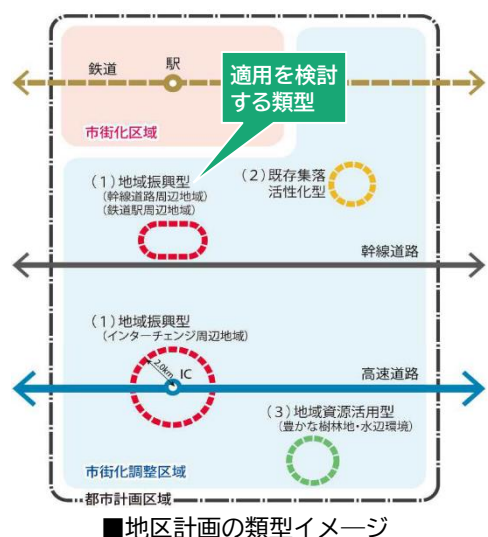 鉄道
駅
適用を検討
する類型
市街化区域
(1)地域振興型
(幹線道路周辺地域)
(鉄道駅周辺地域)
(2)既存集落
活性化型
幹線道路
(1)地域振興型
(インターチェンジ周辺地域)
2.0km
IC
高速道路
(3)地域資源活用型
(豊かな樹林地・水辺環境)
市街化調整区域
都市計画区域
■地区計画の類型イメージ